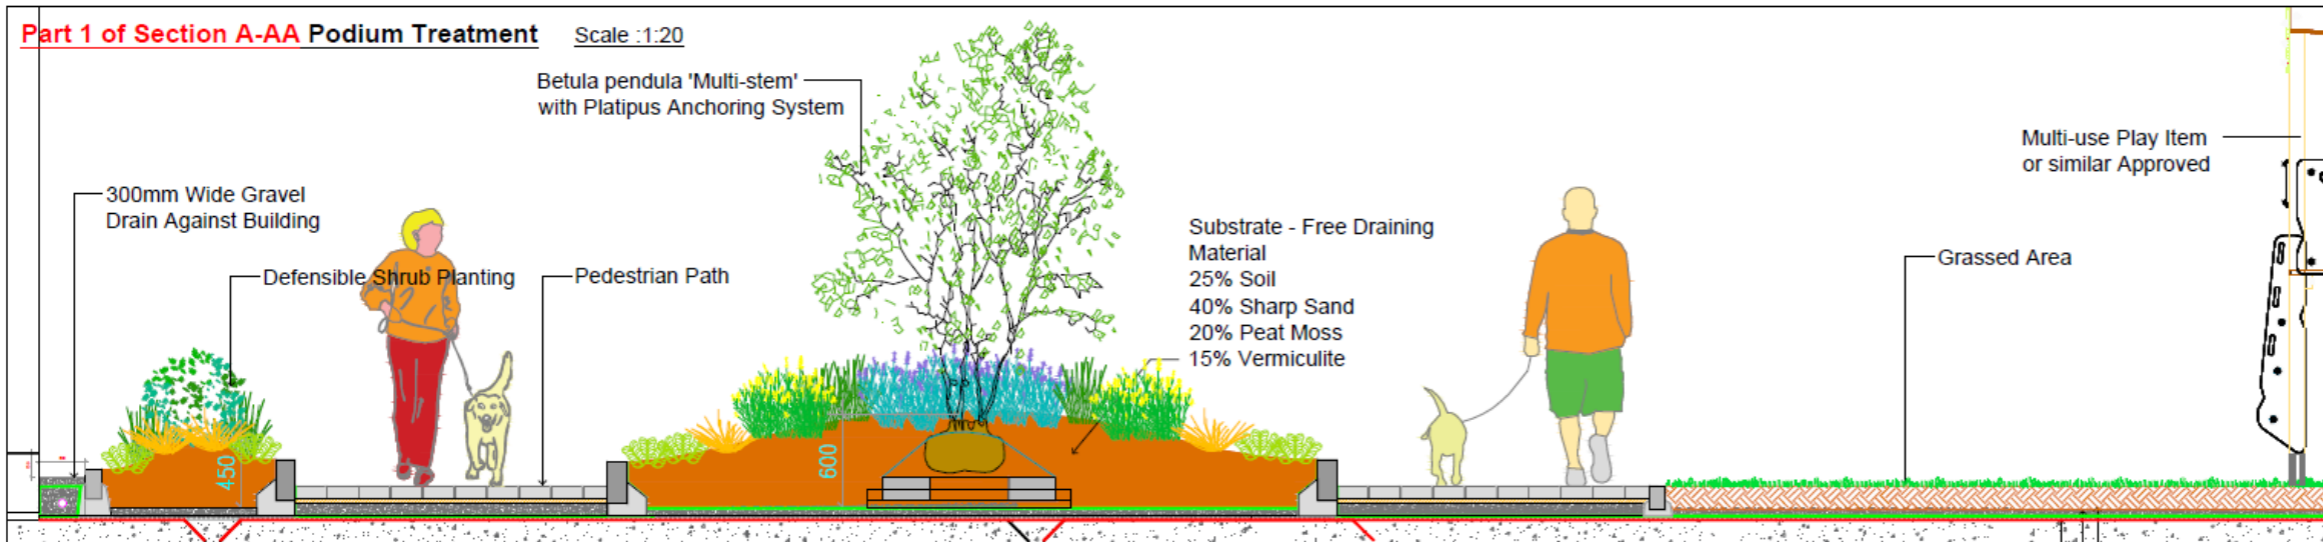 Part 1 of Section A-AA Podium Treatment Scale :1:20
Betula pendula 'Multi-stem'
with Platipus Anchoring System
Multi-use Play Item
or similar Approved
300mm Wide Gravel
Drain Against Building
Substrate - Free Draining
Material
25% Soil
40% Sharp Sand
20% Peat Moss
15% Vermiculite
Grassed Area
Defensible Shrub Planting
Pedestrian Path
450
600